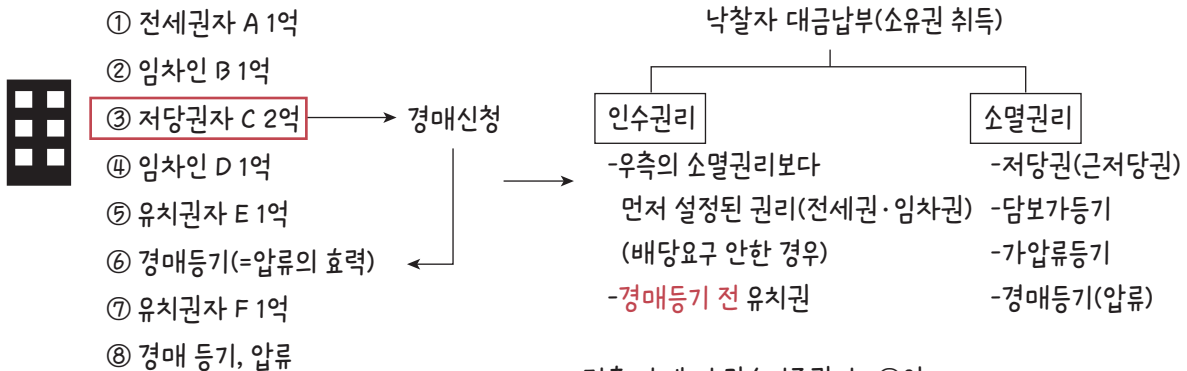 ① 전세권자 A 1억
② 임차인 B 1억
③ 저당권자 C 2억
④ 임차인 D 1억
⑤ 유치권자 E 1억
⑥ 경매등기(=압류의 효력)
⑦ 유치권자 F 1억
⑧ 경매 등기, 압류
경매신청
낙찰자 대금납부(소유권 취득)
인수권리
-우측의 소멸권리보다
먼저 설정된 권리(전세권·임차권)
(배당요구 안한 경우)
-경매등기 전 유치권
소멸권리
-저당권(근저당권)
-담보가등기
-가압류등기
-경매등기(압류)